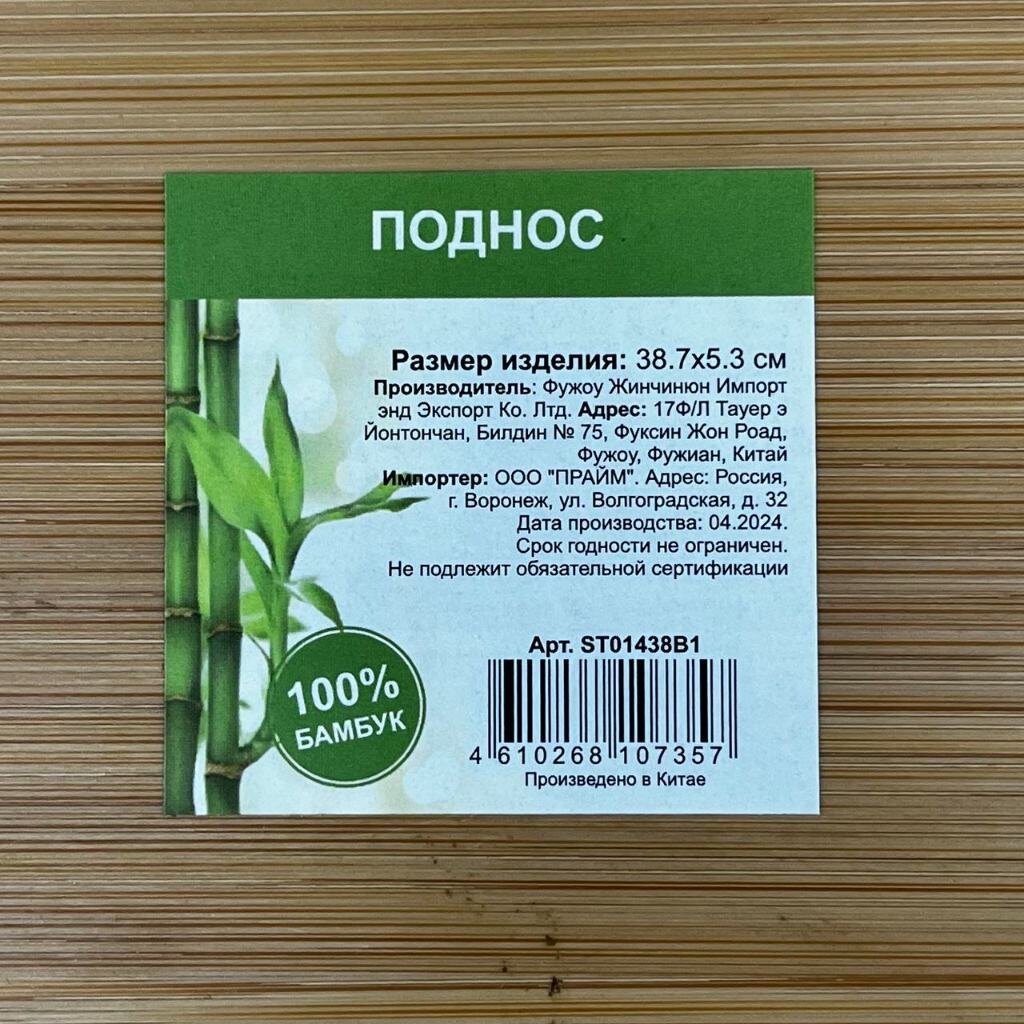 ПОДНОС
Размер изделия: 38.7х5.3 см
Производитель: Фужоу Жинчинюн Импорт
энд Экспорт Ко. Лтд. Адрес: 17Ф/Л Тауер э
Йонтончан, Билдин № 75, Фуксин Жон Роад,
Фужоу, Фужиан, Китай
Импортер: ООО "ПРАЙМ". Адрес: Россия,
г. Воронеж, ул. Волгоградская, д. 32
Дата производства: 04.2024.
Срок годности не ограничен.
Не подлежит обязательной сертификации
100%
БАМБУК
Арт. ST01438B1
4 610268 107357
Произведено в Китае